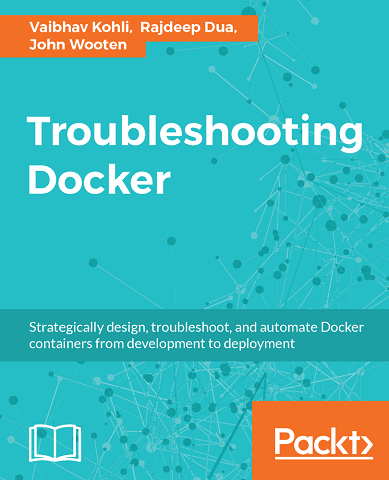 Vaibhav Kohli, Rajdeep Dua,
John Wooten
Troubleshooting
Docker
Strategically design, troubleshoot, and automate Docker
containers from development to deployment
Packt>